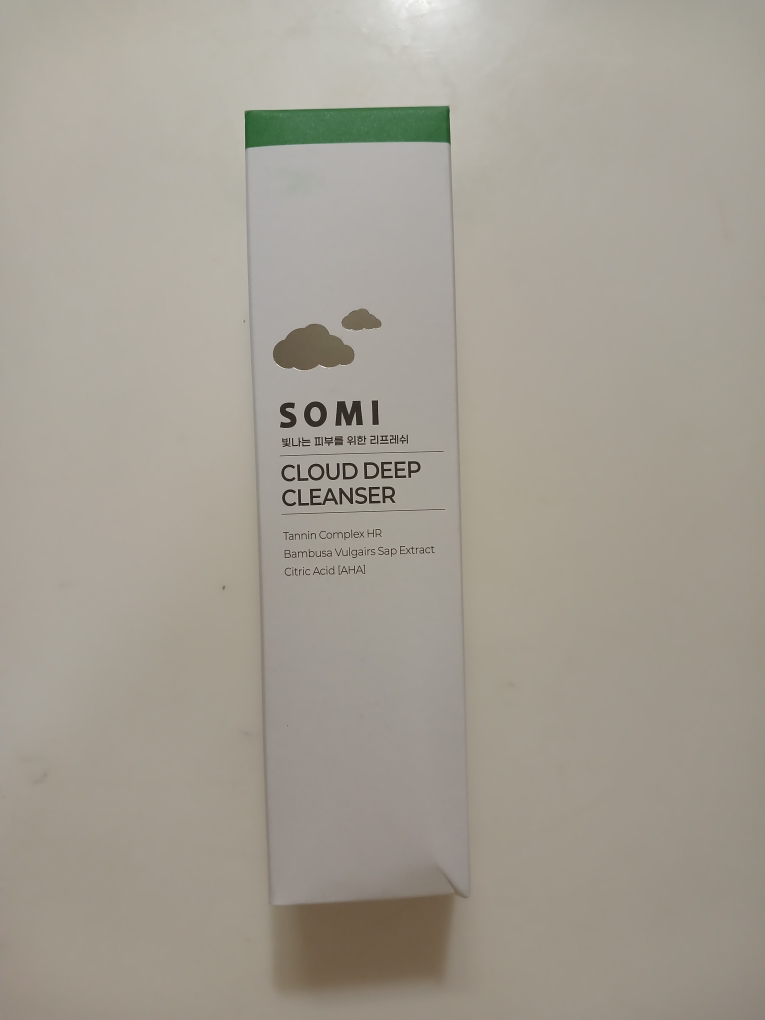 SOMI
빛나는 피부를 위한 리프레쉬
CLOUD DEEP
CLEANSER
Tannin Complex HR
Bambusa Vulgairs Sap Extract
Citric Acid [AHA]